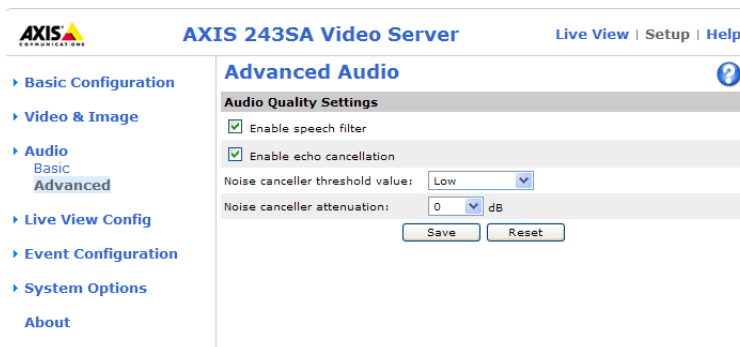 AXIS COMMUNICATIONS
AXIS 243SA Video Server
Live View | Setup | Help
Basic Configuration
Video & Image
Audio
Basic
Advanced
Live View Config
Event Configuration
System Options
About
Advanced Audio
?
Audio Quality Settings
Enable speech filter
Enable echo cancellation
Noise canceller threshold value: Low
Noise canceller attenuation: 0 dB
Save Reset